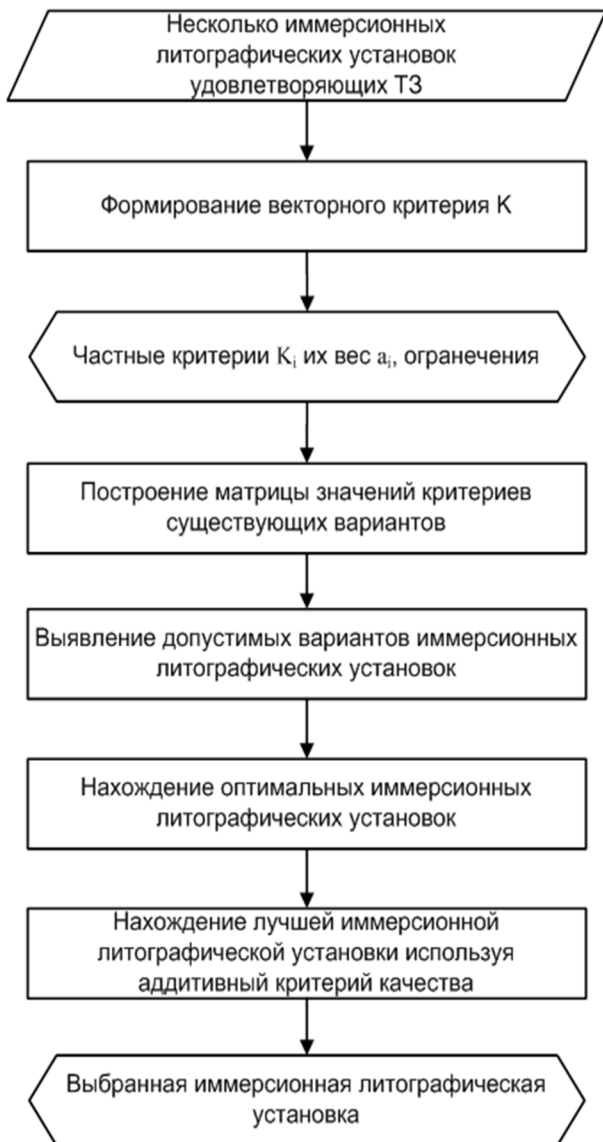 Несколько иммерсионных
литографических установок
удовлетворяющих ТЗ
Формирование векторного критерия K
Частные критерии Ki их вес ai, огранечения
Построение матрицы значений критериев
существующих вариантов
Выявление допустимых вариантов иммерсионных
литографических установок
Нахождение оптимальных иммерсионных
литографических установок
Нахождение лучшей иммерсионной
литографической установки используя
аддитивный критерий качества
Выбранная иммерсионная литографическая
установка